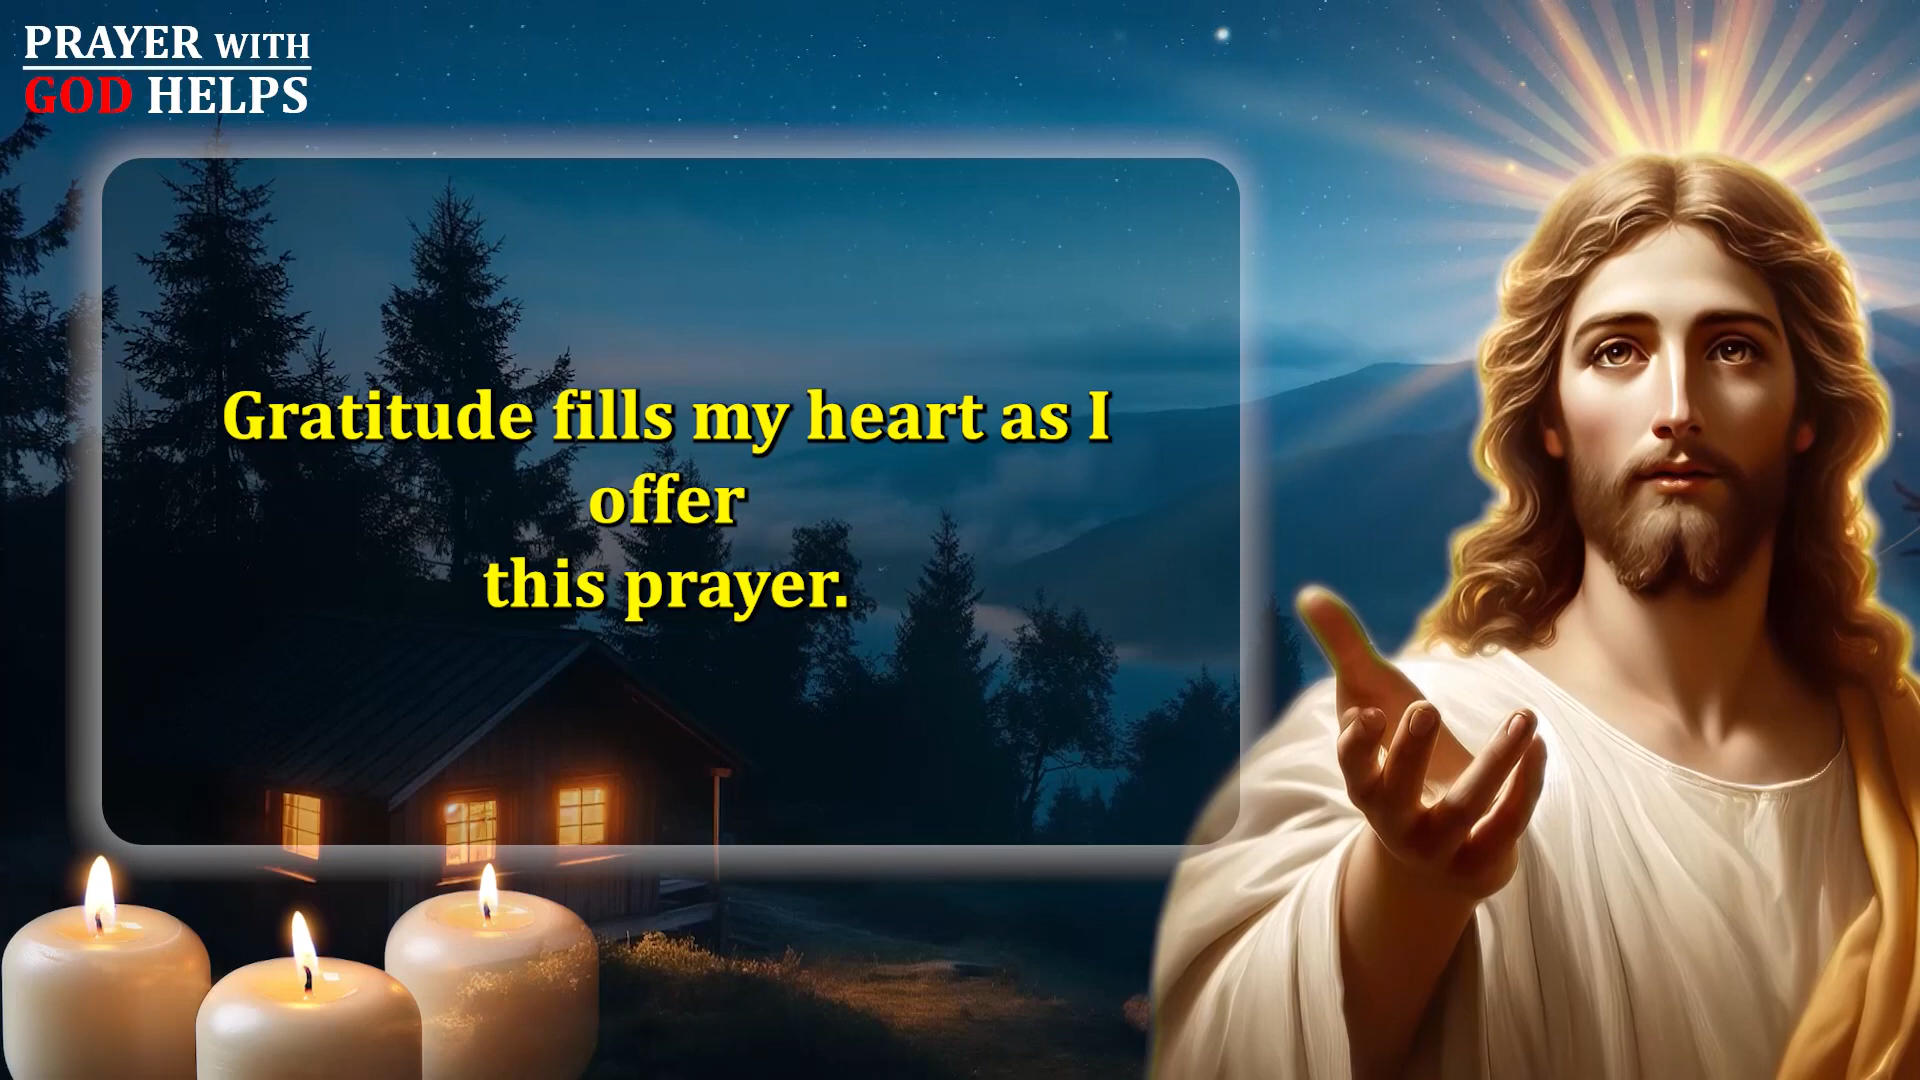 PRAYER WITH
GOD HELPS
Gratitude fills my heart as I
offer
this prayer.